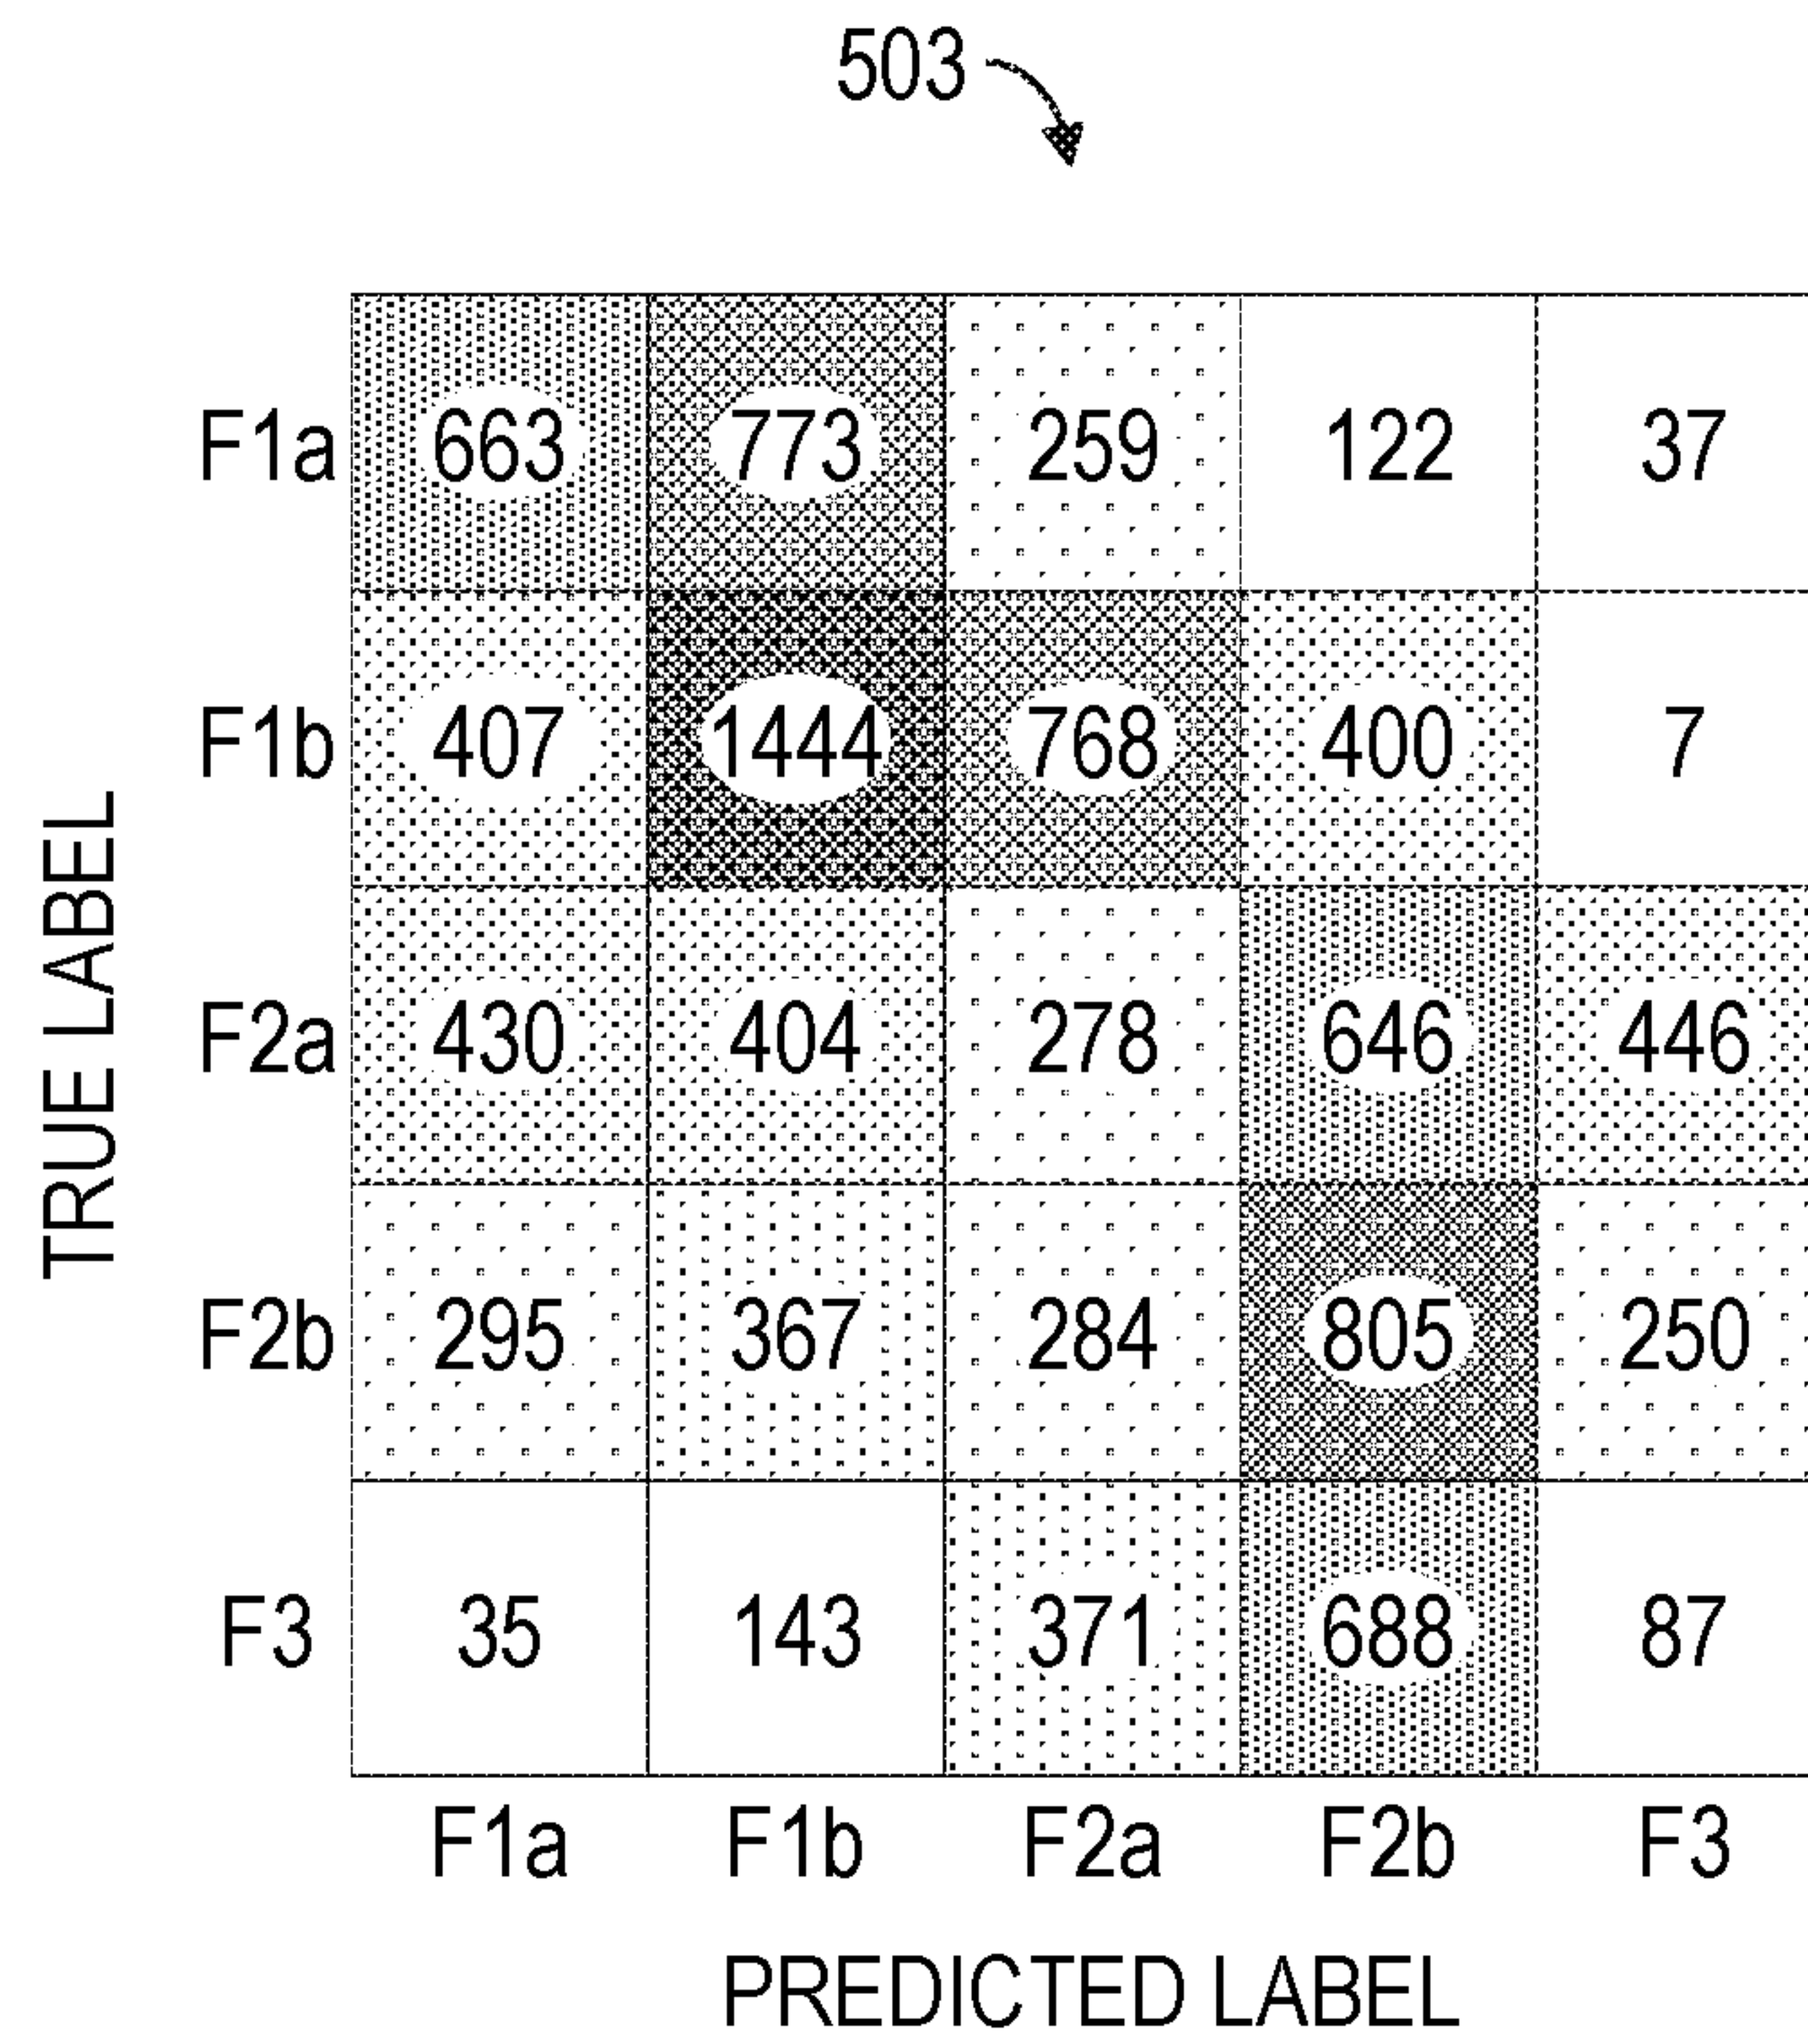 503
F1a 663 773 259 122 37
F1b 407 1444 768 400 7
F2a 430 404 278 646 446
F2b 295 367 284 805 250
F3 35 143 371 688 87
F1a F1b F2a F2b F3
TRUE LABEL
PREDICTED LABEL